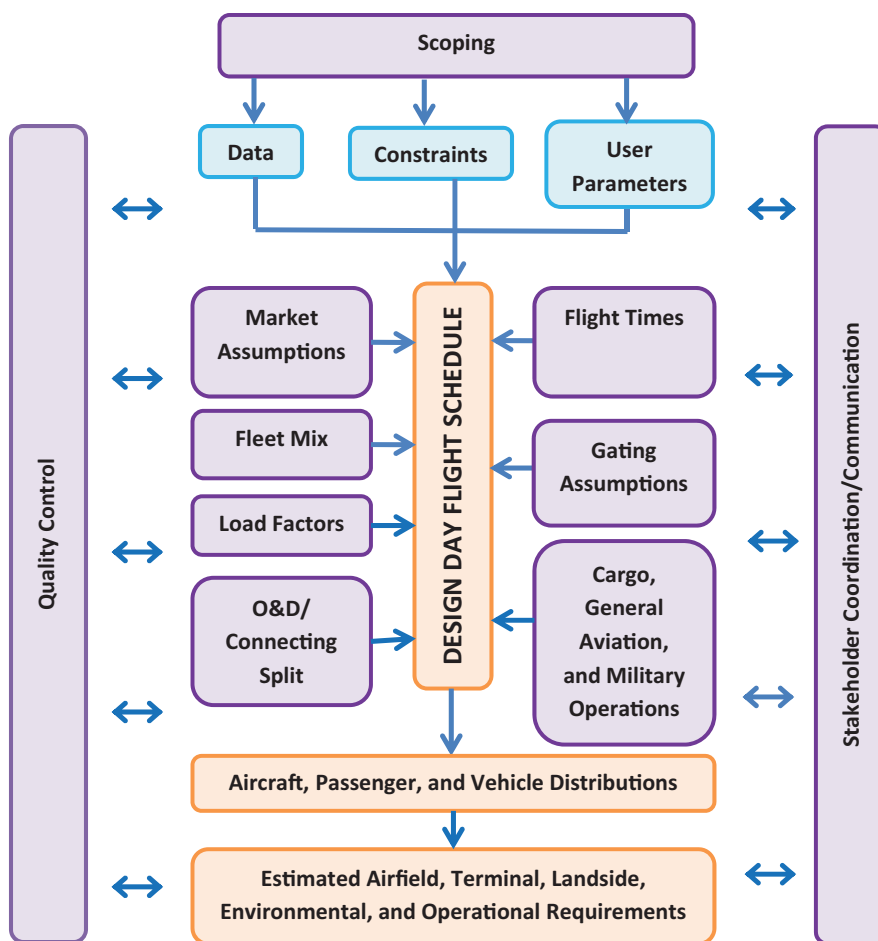 Scoping
Data
Constraints
User
Parameters
Quality Control
Stakeholder Coordination/Communication
DESIGN DAY FLIGHT SCHEDULE
Market
Assumptions
Flight Times
Fleet Mix
Gating
Assumptions
Load Factors
O&D/
Connecting
Split
Cargo,
General
Aviation,
and Military
Operations
Aircraft, Passenger, and Vehicle Distributions
Estimated Airfield, Terminal, Landside,
Environmental, and Operational Requirements